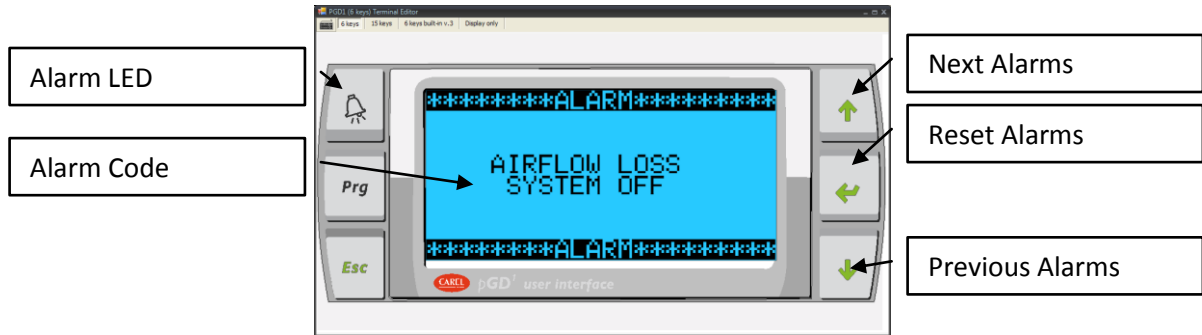 PGD1 (6 keys) Terminal Editor
6 keys 15 keys 6 keys built-in v.3 Display only
Alarm LED
Alarm Code
Prg
Esc
********ALARM*********
AIRFLOW LOSS
SYSTEM OFF
********ALARM*********
CAREL pGD¹ user interface
Next Alarms
Reset Alarms
Previous Alarms